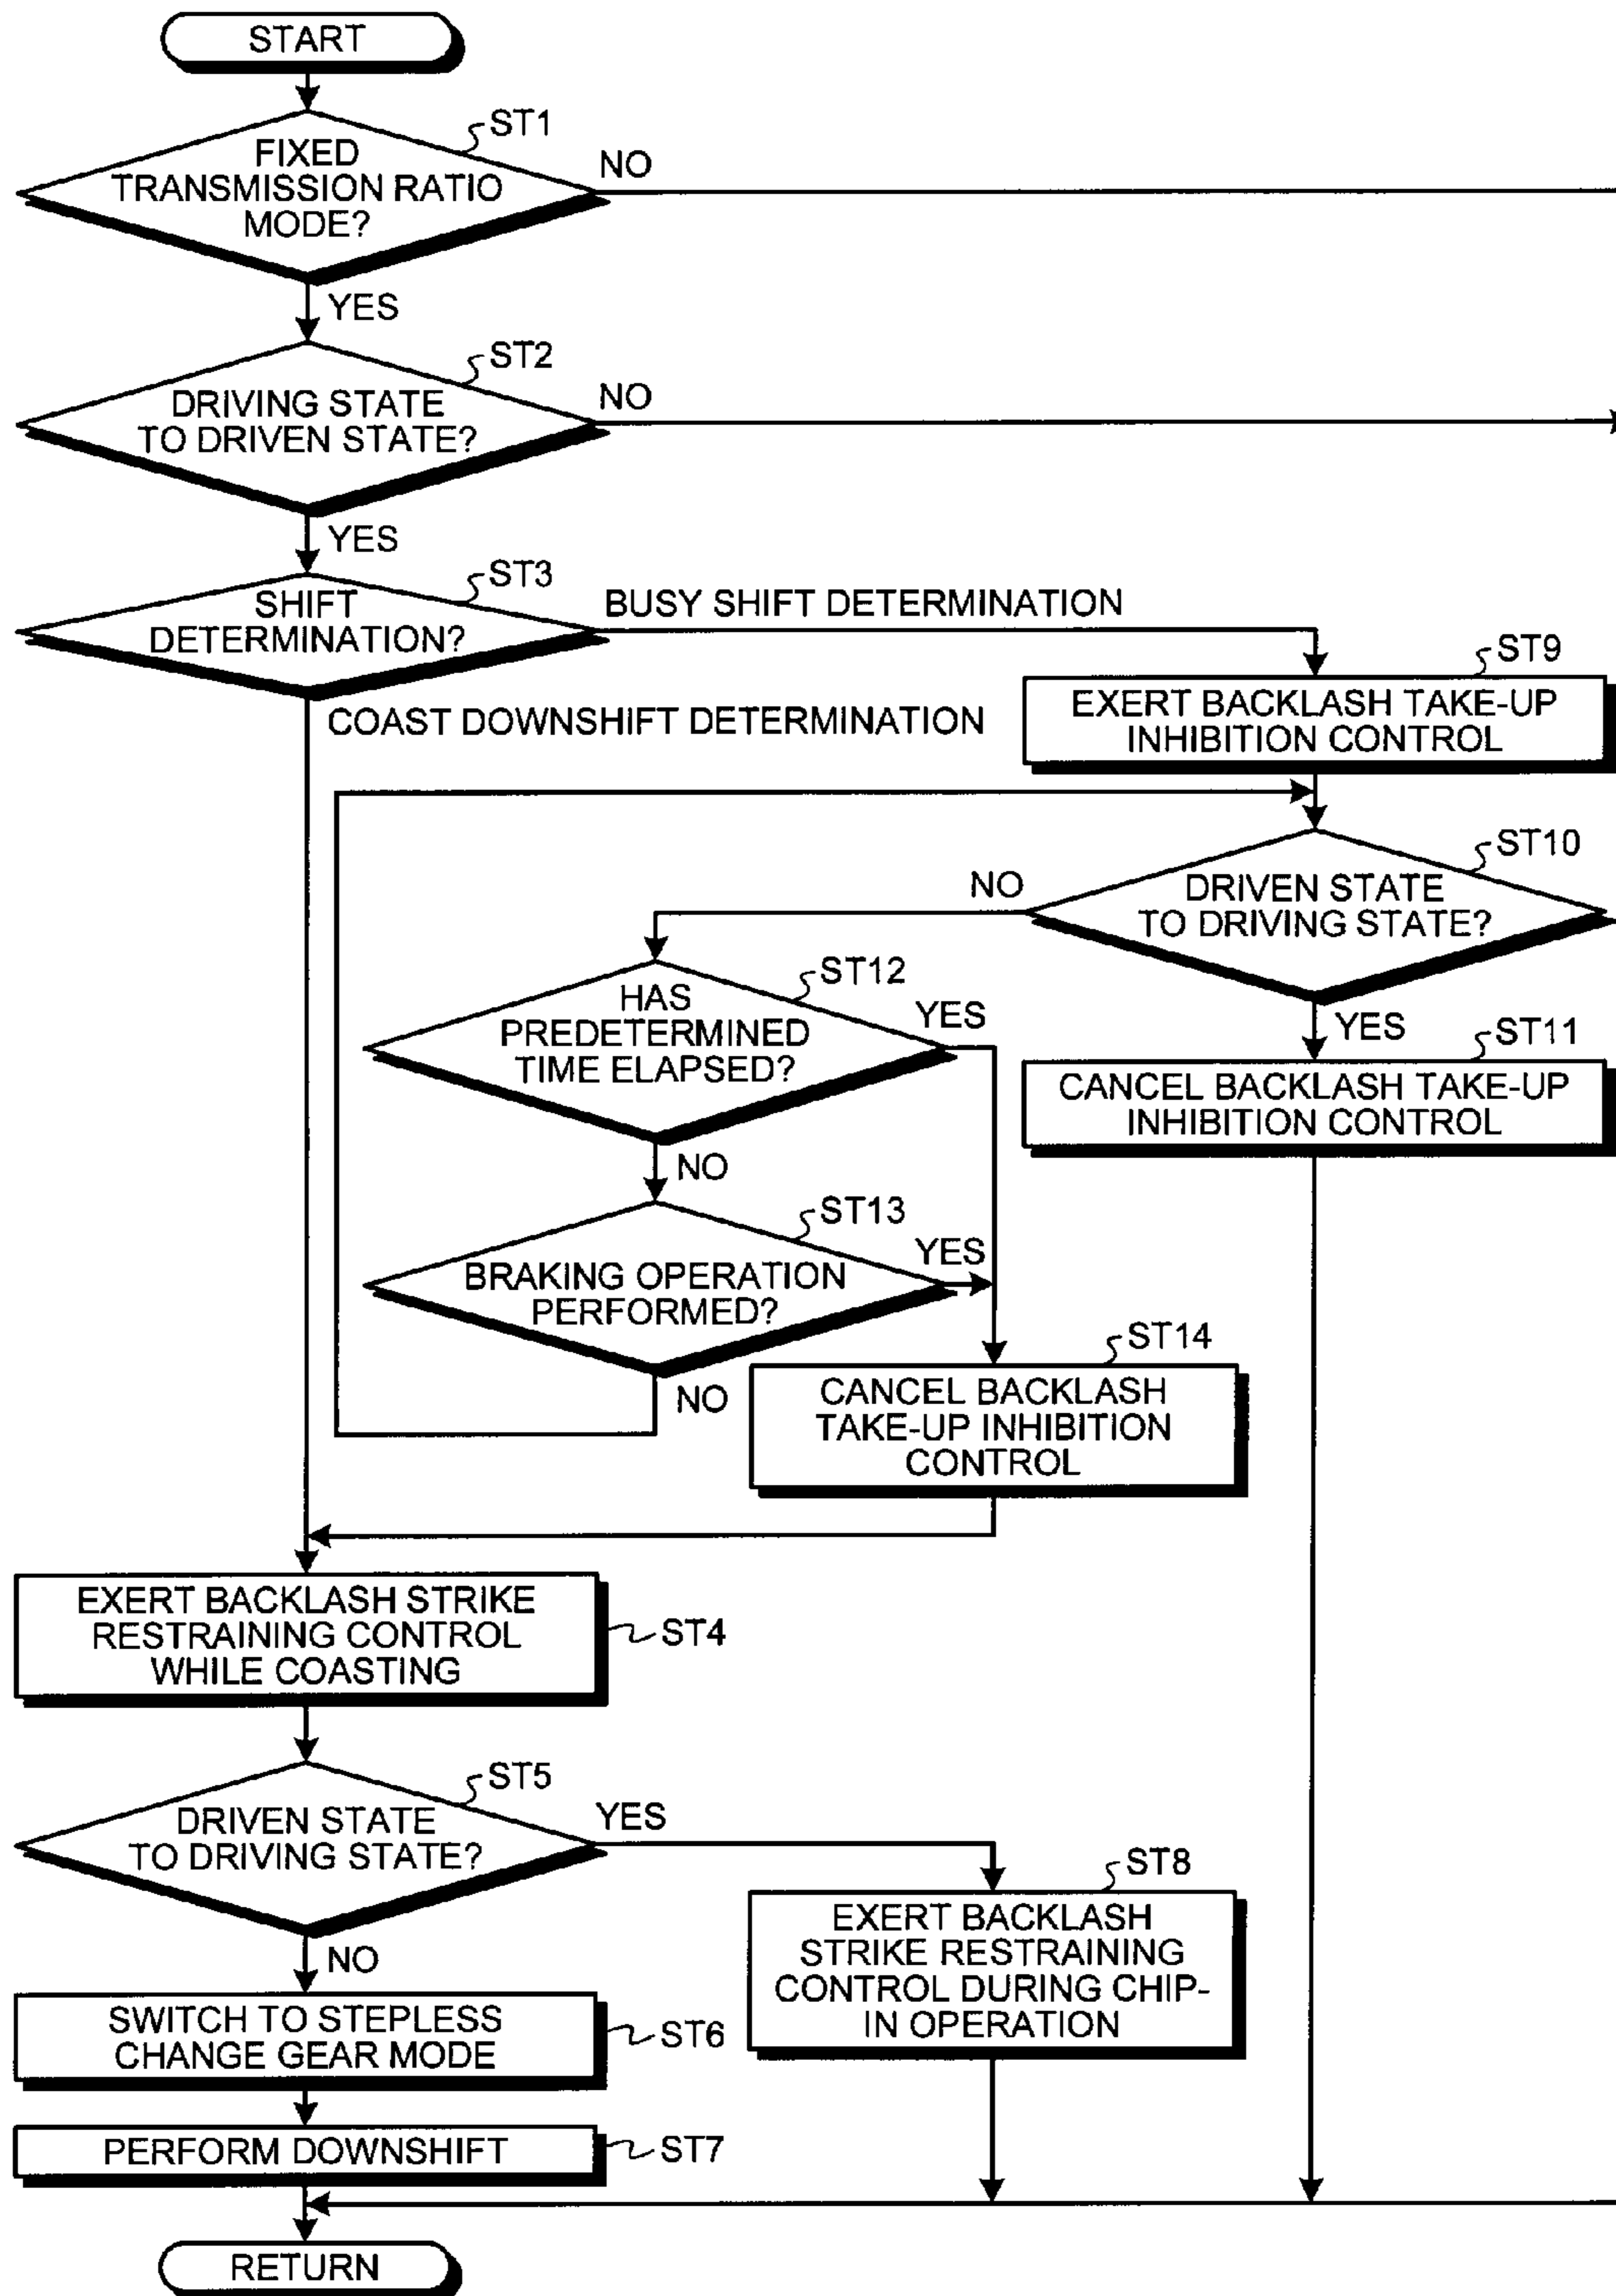 START
ST1
FIXED
TRANSMISSION RATIO
MODE?
NO
YES
ST2
DRIVING STATE
TO DRIVEN STATE?
NO
YES
ST3
SHIFT
DETERMINATION?
BUSY SHIFT DETERMINATION
COAST DOWNSHIFT DETERMINATION
ST9
EXERT BACKLASH TAKE-UP
INHIBITION CONTROL
ST10
DRIVEN STATE
TO DRIVING STATE?
NO
YES
ST11
CANCEL BACKLASH TAKE-UP
INHIBITION CONTROL
ST12
HAS
PREDETERMINED
TIME ELAPSED?
YES
NO
ST13
BRAKING OPERATION
PERFORMED?
YES
NO
ST14
CANCEL BACKLASH
TAKE-UP INHIBITION
CONTROL
EXERT BACKLASH STRIKE
RESTRAINING CONTROL
WHILE COASTING
ST4
ST5
DRIVEN STATE
TO DRIVING STATE?
YES
NO
ST8
EXERT BACKLASH
STRIKE RESTRAINING
CONTROL DURING CHIP-
IN OPERATION
SWITCH TO STEPLESS
CHANGE GEAR MODE
ST6
PERFORM DOWNSHIFT
ST7
RETURN